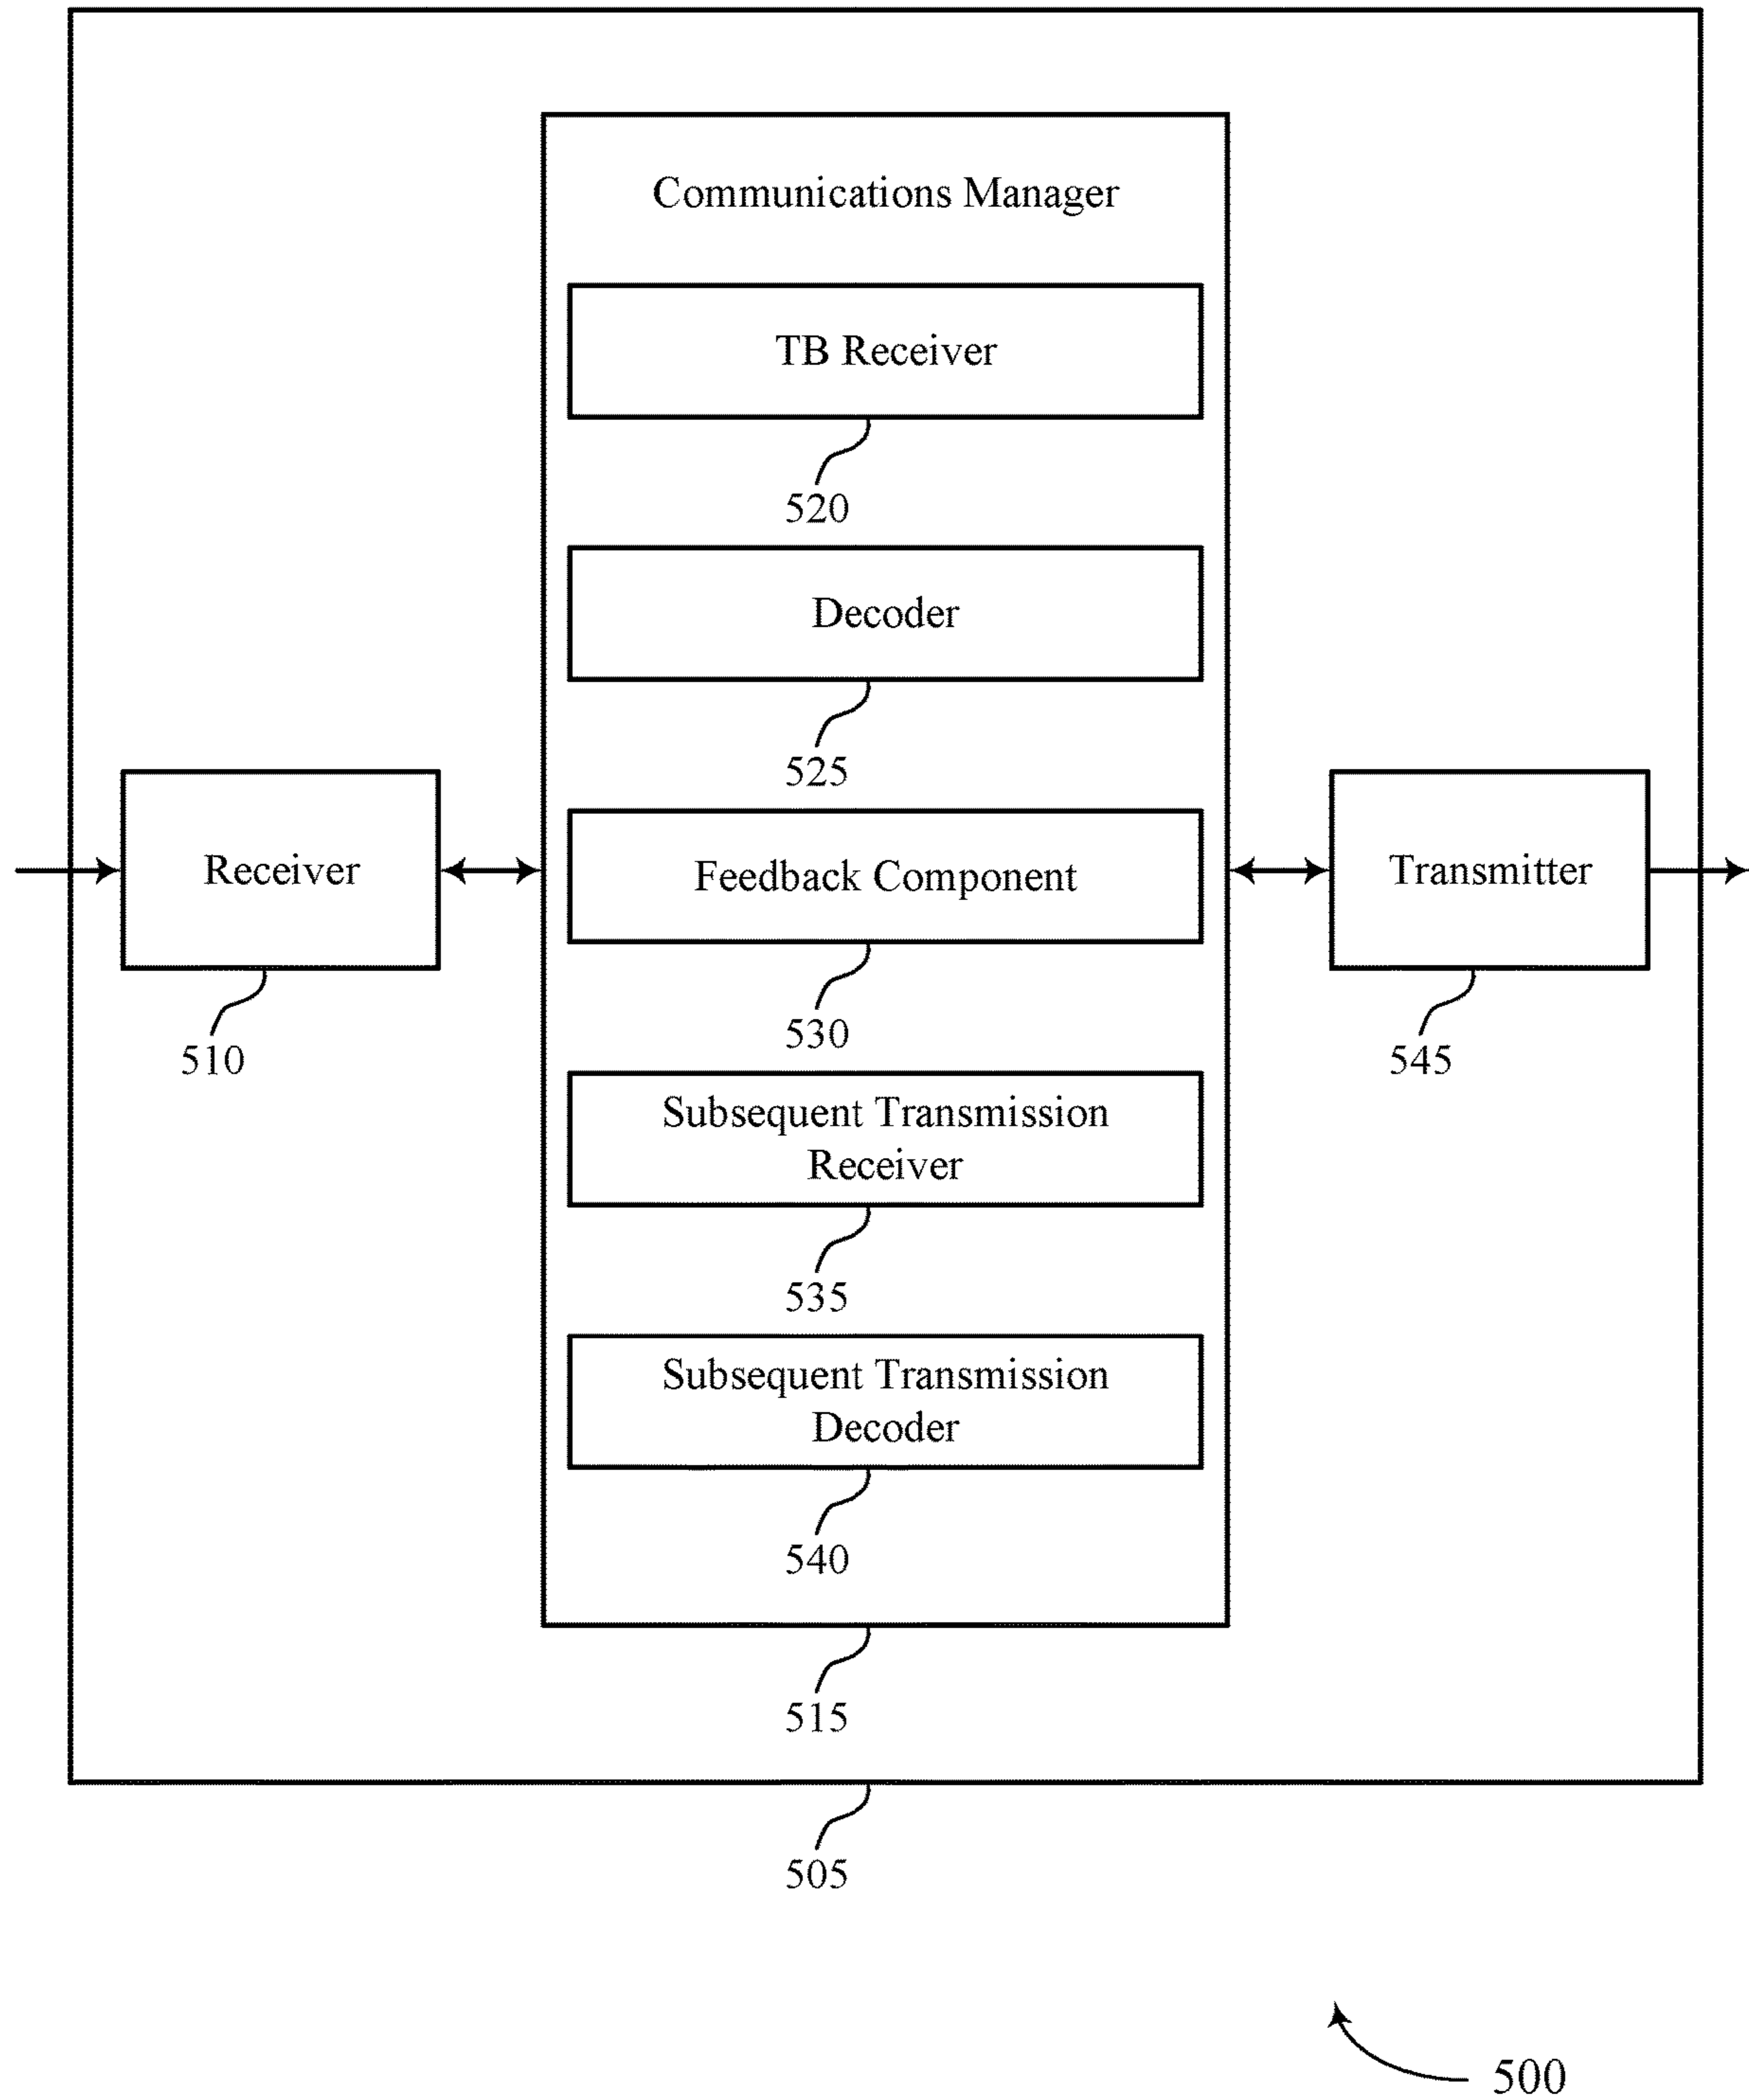 Communications Manager
TB Receiver
520
Decoder
525
Receiver
510
Feedback Component
530
Transmitter
545
Subsequent Transmission
Receiver
535
Subsequent Transmission
Decoder
540
515
505
500